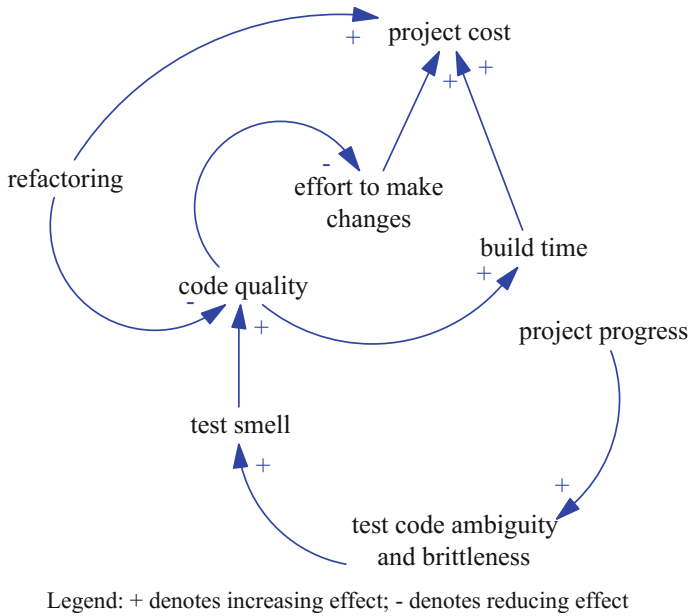 project cost
+
+
+
refactoring
-
effort to make
changes
build time
+
code quality
-
+
project progress
test smell
+
+
test code ambiguity
and brittleness
Legend: + denotes increasing effect; - denotes reducing effect